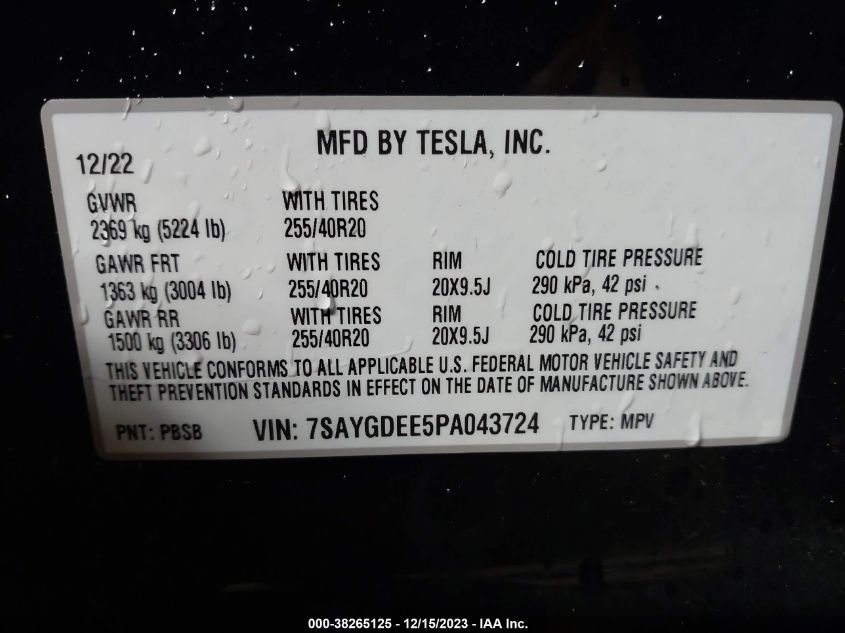 MFD BY TESLA, INC.
12/22
GVWR WITH TIRES
2369 kg (5224 lb) 255/40R20
GAWR FRT WITH TIRES RIM COLD TIRE PRESSURE
1363 kg (3004 lb) 255/40R20 20X9.5J 290 kPa, 42 psi
GAWR RR WITH TIRES RIM COLD TIRE PRESSURE
1500 kg (3306 lb) 255/40R20 20X9.5J 290 kPa, 42 psi
THIS VEHICLE CONFORMS TO ALL APPLICABLE U.S. FEDERAL MOTOR VEHICLE SAFETY AND
THEFT PREVENTION STANDARDS IN EFFECT ON THE DATE OF MANUFACTURE SHOWN ABOVE.
PNT: PBSB VIN: 7SAYGDEE5PA043724 TYPE: MPV
000-38265125 - 12/15/2023 - IAA Inc.